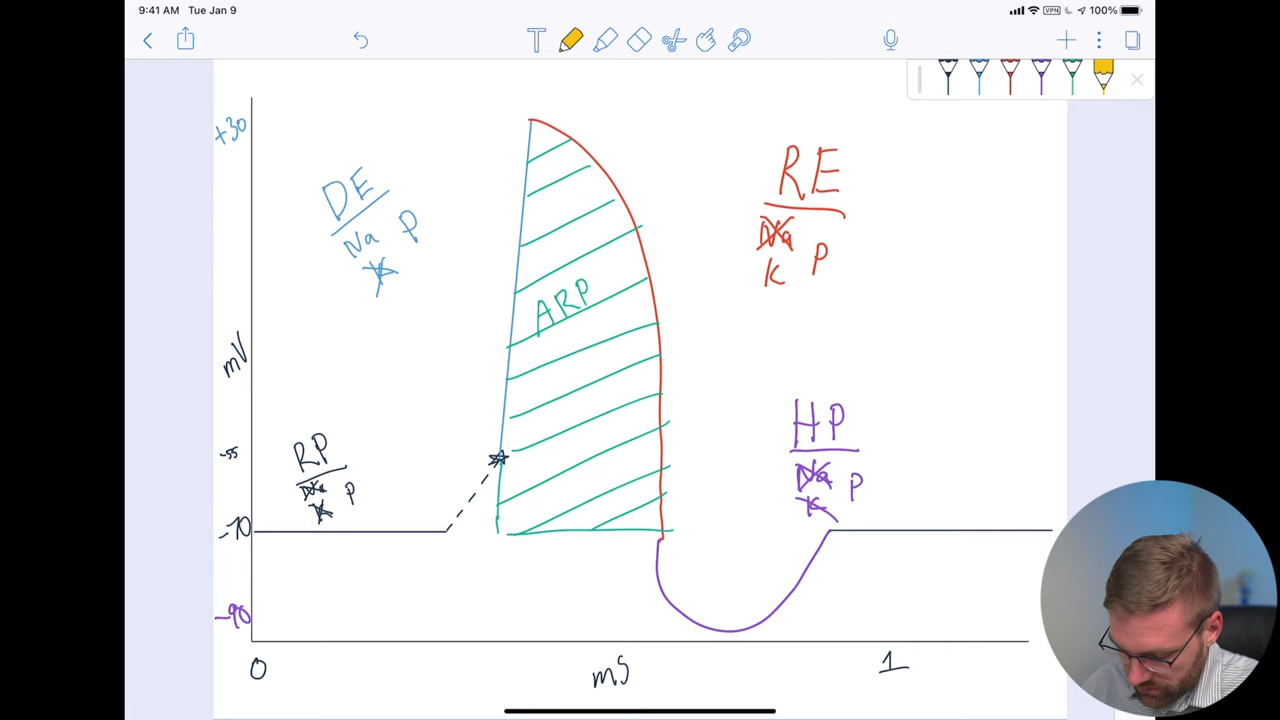 9:41 AM Tue Jan 9
VPN 100%
T
+30
DE
Na P
K
RE
Na
K P
ARP
mV
-55
RP
Na
K P
HP
Na
K P
-70
-90
0 mS 1